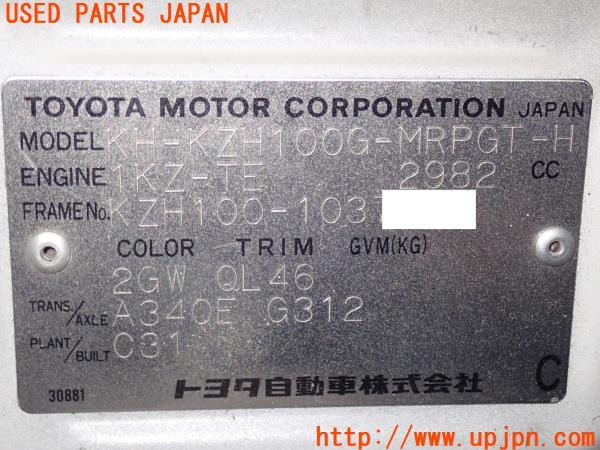 USED PARTS JAPAN
TOYOTA MOTOR CORPORATION JAPAN
MODEL KH-KZH100G-MRPGT-H
ENGINE 1KZ-TE 2982 CC
FRAME No. KZH100-1037
COLOR TRIM GVM(KG)
2GW QL46
TRANS./AXLE A340E G312
PLANT/BUILT C31
30881 トヨタ自動車株式会社 C
http://www.upjpn.com/